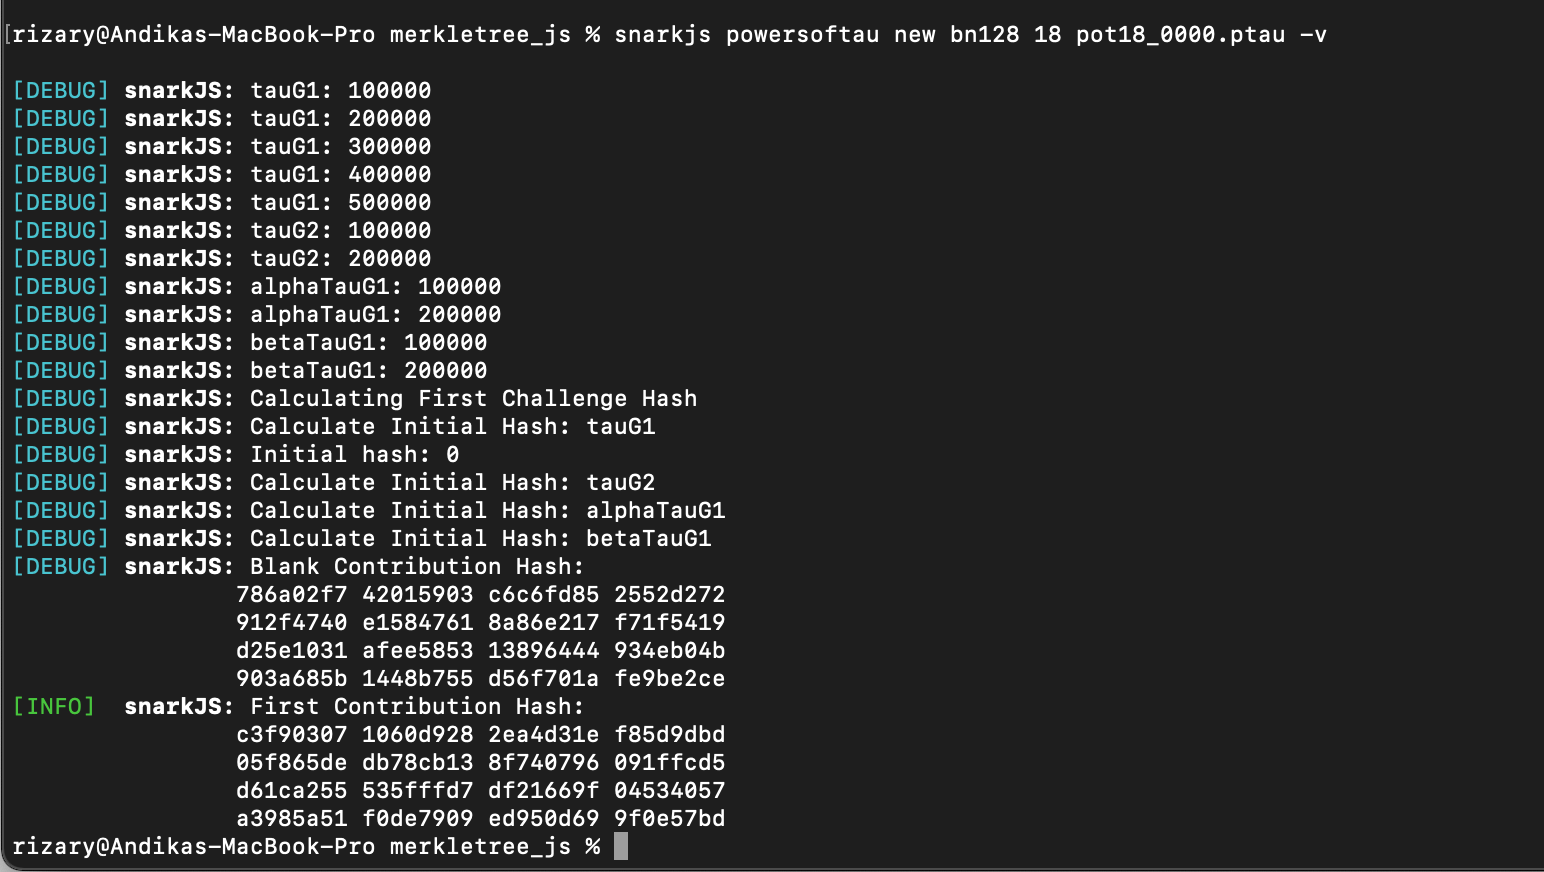 [rizary@Andikas-MacBook-Pro merkletree_js % snarkjs powersoftau new bn128 18 pot18_0000.ptau -v
[DEBUG] snarkJS: tauG1: 100000
[DEBUG] snarkJS: tauG1: 200000
[DEBUG] snarkJS: tauG1: 300000
[DEBUG] snarkJS: tauG1: 400000
[DEBUG] snarkJS: tauG1: 500000
[DEBUG] snarkJS: tauG2: 100000
[DEBUG] snarkJS: tauG2: 200000
[DEBUG] snarkJS: alphaTauG1: 100000
[DEBUG] snarkJS: alphaTauG1: 200000
[DEBUG] snarkJS: betaTauG1: 100000
[DEBUG] snarkJS: betaTauG1: 200000
[DEBUG] snarkJS: Calculating First Challenge Hash
[DEBUG] snarkJS: Calculate Initial Hash: tauG1
[DEBUG] snarkJS: Initial hash: 0
[DEBUG] snarkJS: Calculate Initial Hash: tauG2
[DEBUG] snarkJS: Calculate Initial Hash: alphaTauG1
[DEBUG] snarkJS: Calculate Initial Hash: betaTauG1
[DEBUG] snarkJS: Blank Contribution Hash:
786a02f7 42015903 c6c6fd85 2552d272
912f4740 e1584761 8a86e217 f71f5419
d25e1031 afee5853 13896444 934eb04b
903a685b 1448b755 d56f701a fe9be2ce
[INFO] snarkJS: First Contribution Hash:
c3f90307 1060d928 2ea4d31e f85d9dbd
05f865de db78cb13 8f740796 091ffcd5
d61ca255 535fffd7 df21669f 04534057
a3985a51 f0de7909 ed950d69 9f0e57bd
rizary@Andikas-MacBook-Pro merkletree_js %